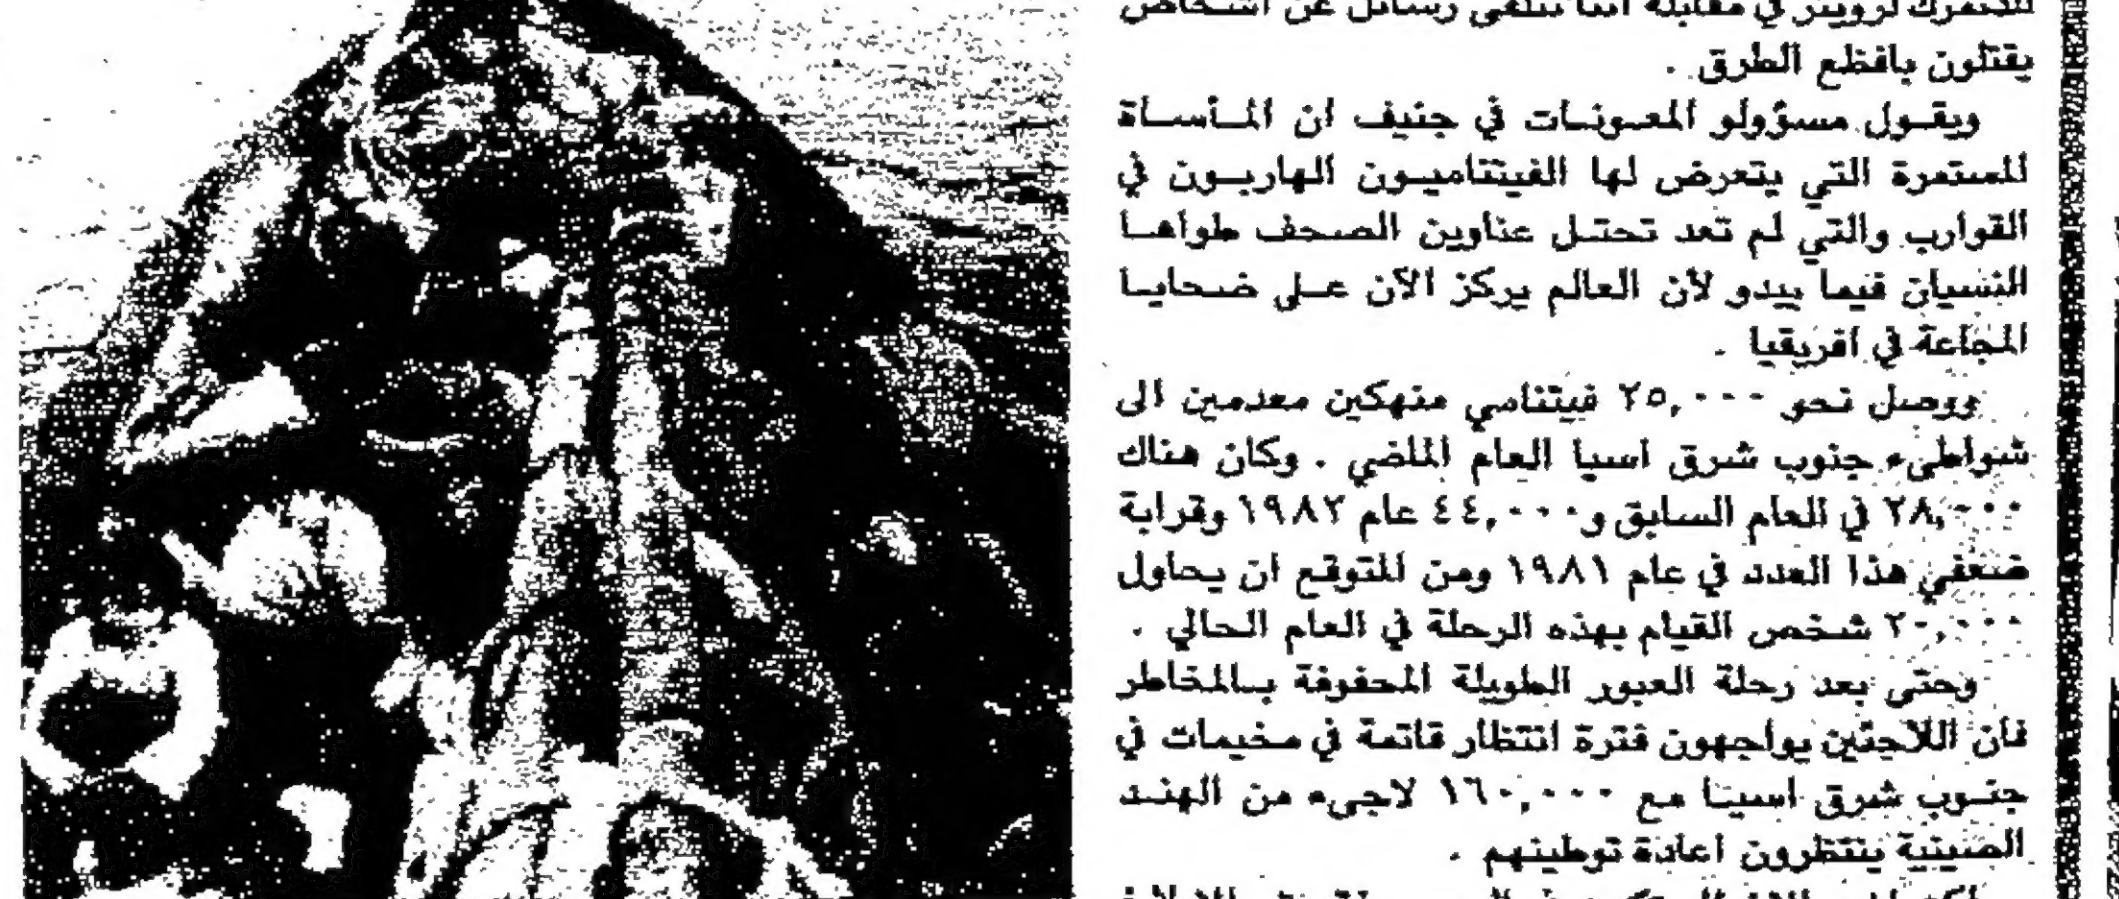 لرويتر في مقابلة اننا نتلقى رسائل عن اشخاص
يقتلون بافظع الطرق .
ويقول مسؤولو المعونات في جنيف ان المأساة
المستمرة التي يتعرض لها الفيتناميون الهاربون في
القوارب والتي لم تعد تحتل عناوين الصحف طواها
النسيان فيما يبدو لأن العالم يركز الآن على ضحايا
المجاعة في افريقيا .
ووصل نحو ٢٥,٠٠٠ فيتنامي منهكين معدمين الى
شواطىء جنوب شرق اسيا العام الماضي . وكان هناك
٢٨,٠٠٠ في العام السابق و٤٤,٠٠٠ عام ١٩٨٢ وقرابة
ضعفي هذا العدد في عام ١٩٨١ ومن المتوقع ان يحاول
٢٠,٠٠٠ شخص القيام بهذه الرحلة في العام الحالي .
وحتى بعد رحلة العبور الطويلة المحفوفة بالمخاطر
فان اللاجئين يواجهون فترة انتظار قاتمة في مخيمات في
جنوب شرق اسيا مع ١٦٠,٠٠٠ لاجىء من الهند
الصينية ينتظرون اعادة توطينهم .